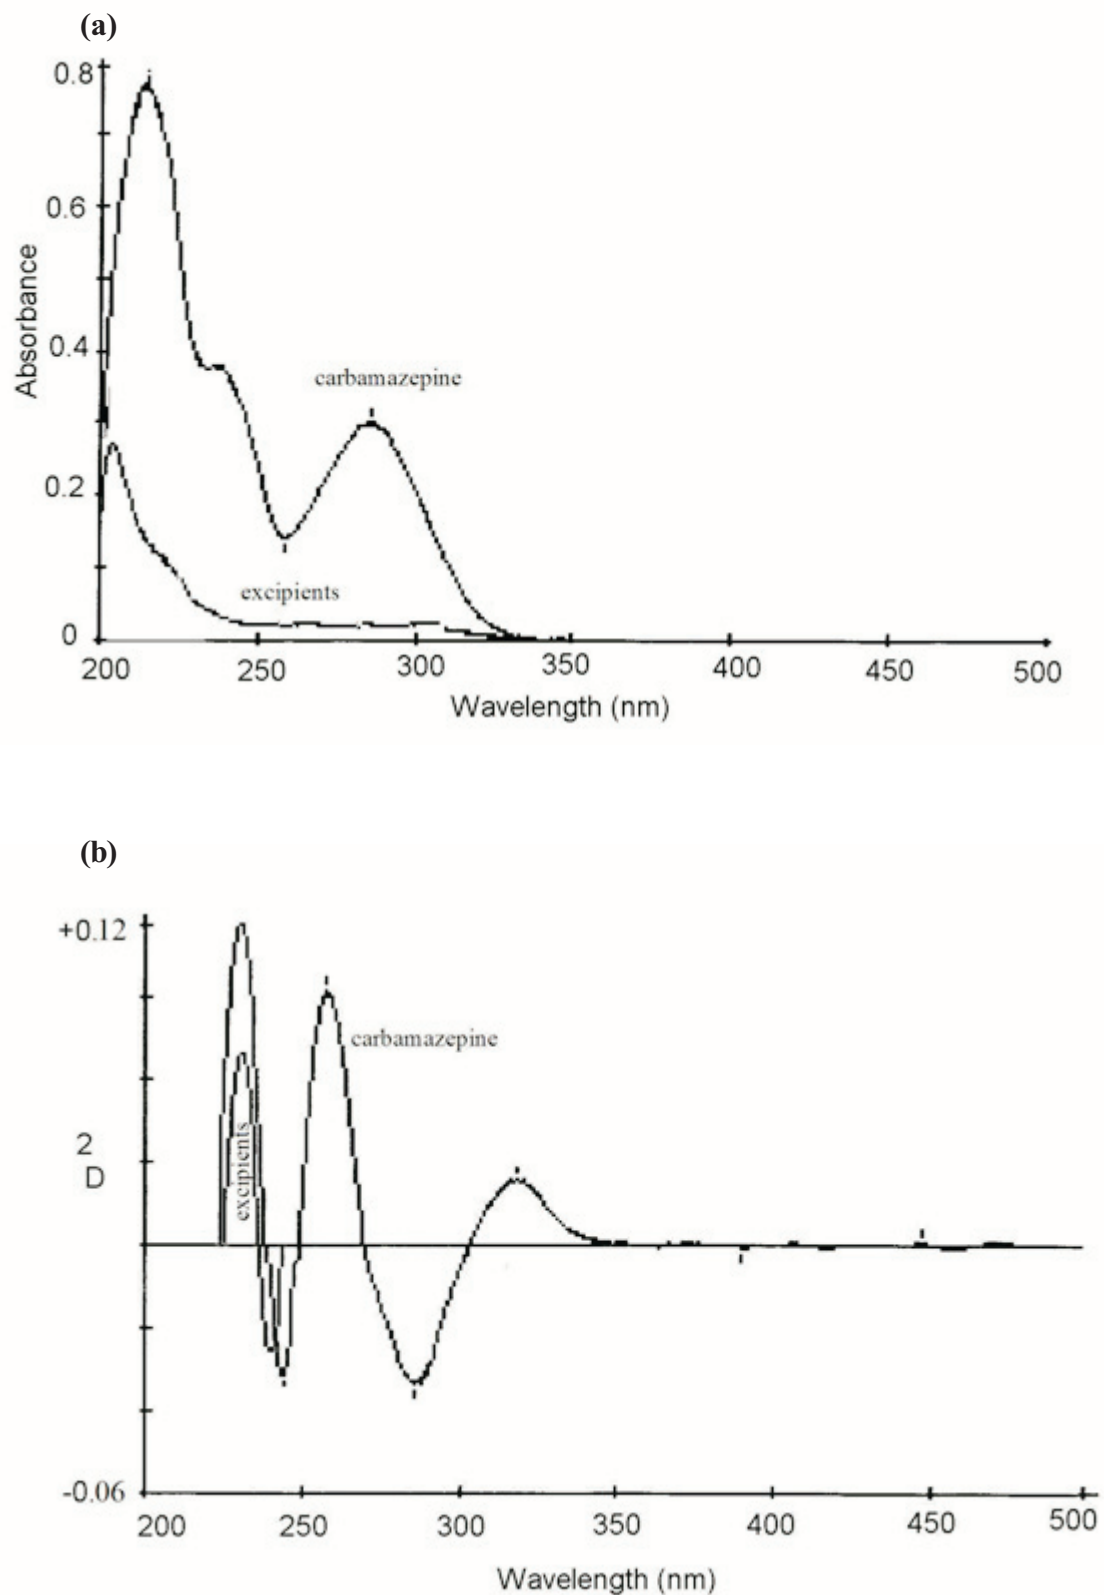 (a)
0.8
0.6
0.4
0.2
0
Absorbance
carbamazepine
excipients
200 250 300 350 400 450 500
Wavelength (nm)
(b)
+0.12
2
D
-0.06
carbamazepine
excipients
200 250 300 350 400 450 500
Wavelength (nm)